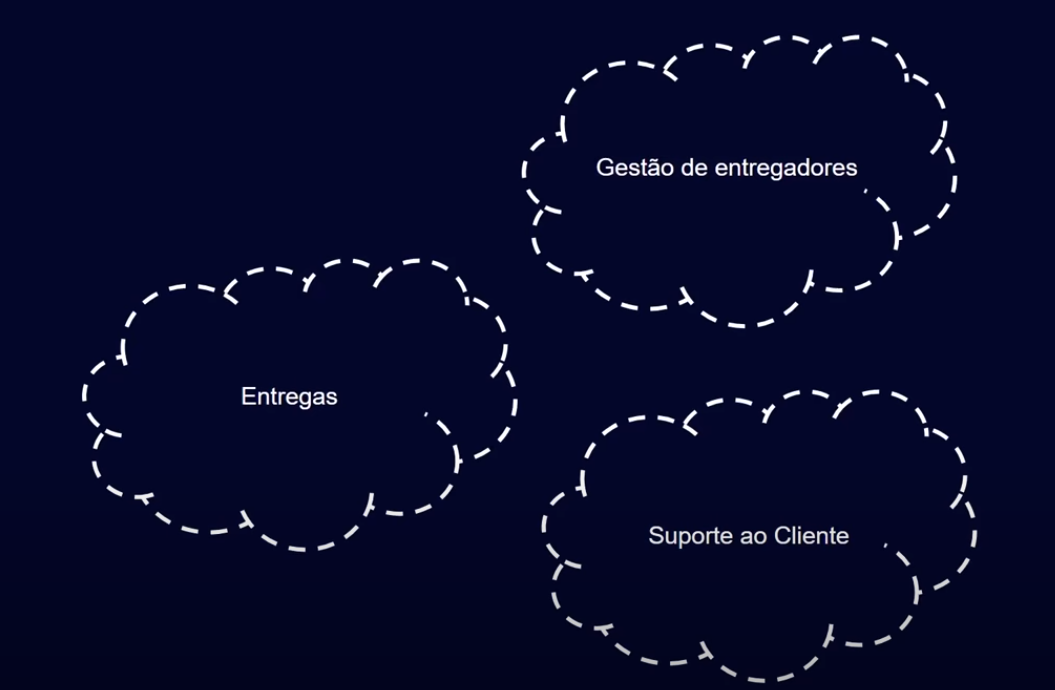 Gestão de entregadores
Entregas
Suporte ao Cliente